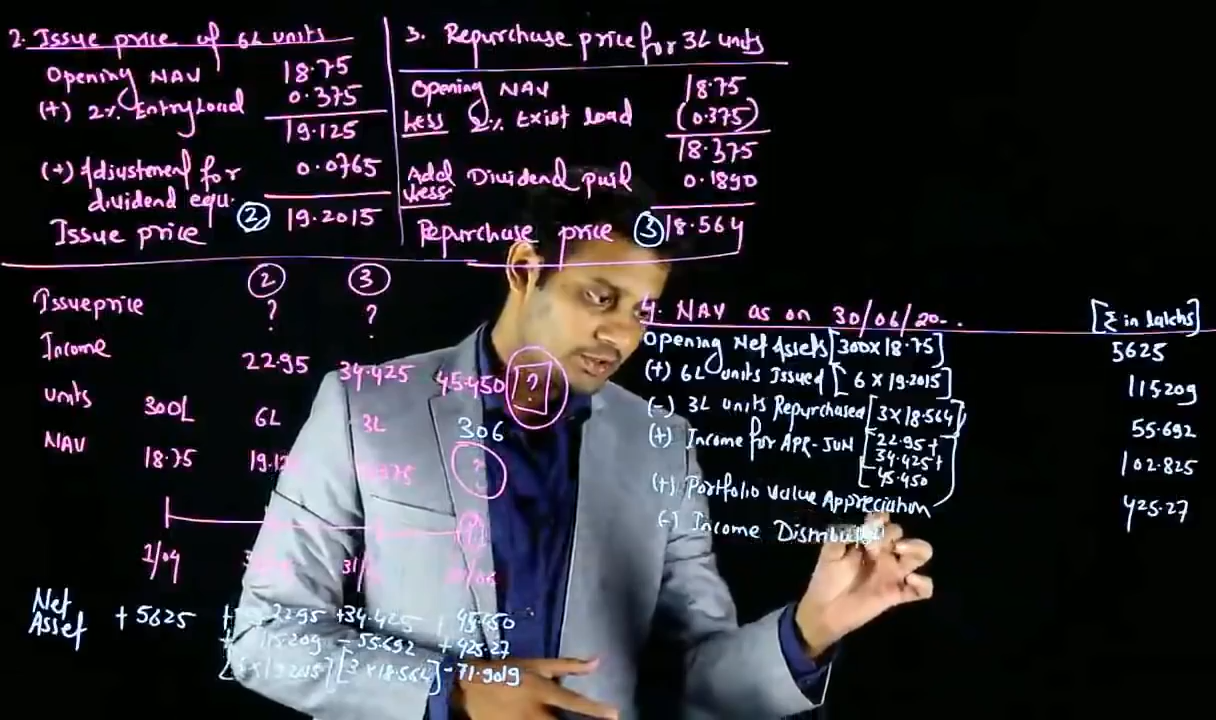 2. Issue price of 6L units
Opening NAV 18.75
(+) 2% Entry Load 0.375
19.125
(+) Adjustment for 0.0765
dividend equ.
Issue price ② 19.2015
3. Repurchase price for 3L units
Opening NAV 18.75
Less 2% Exist load (0.375)
18.375
Add Dividend paid 0.1890
Less
Repurchase price ③ 18.564
② ③
Issue price ? ?
Income 22.95 34.425 45.450 ?
units 300L 6L 3L 306
NAV 18.75 ?
1/04
Net + 5625 +34.425 45.450
Asset 115.209 - 55.692 +425.27
[3 x 18.564] - 71.909
4. NAV as on 30/06/20-.. [₹ in lakhs]
Opening Net Assets [300 x 18.75] 5625
(+) 6L units Issued [6 x 19.2015] 115.209
(-) 3L units Repurchased [3 x 18.564] 55.692
(+) Income for APR - JUN [22.95+ 102.825
34.425+
45.450
(+) Portfolio value Appreciation 425.27
(-) Income